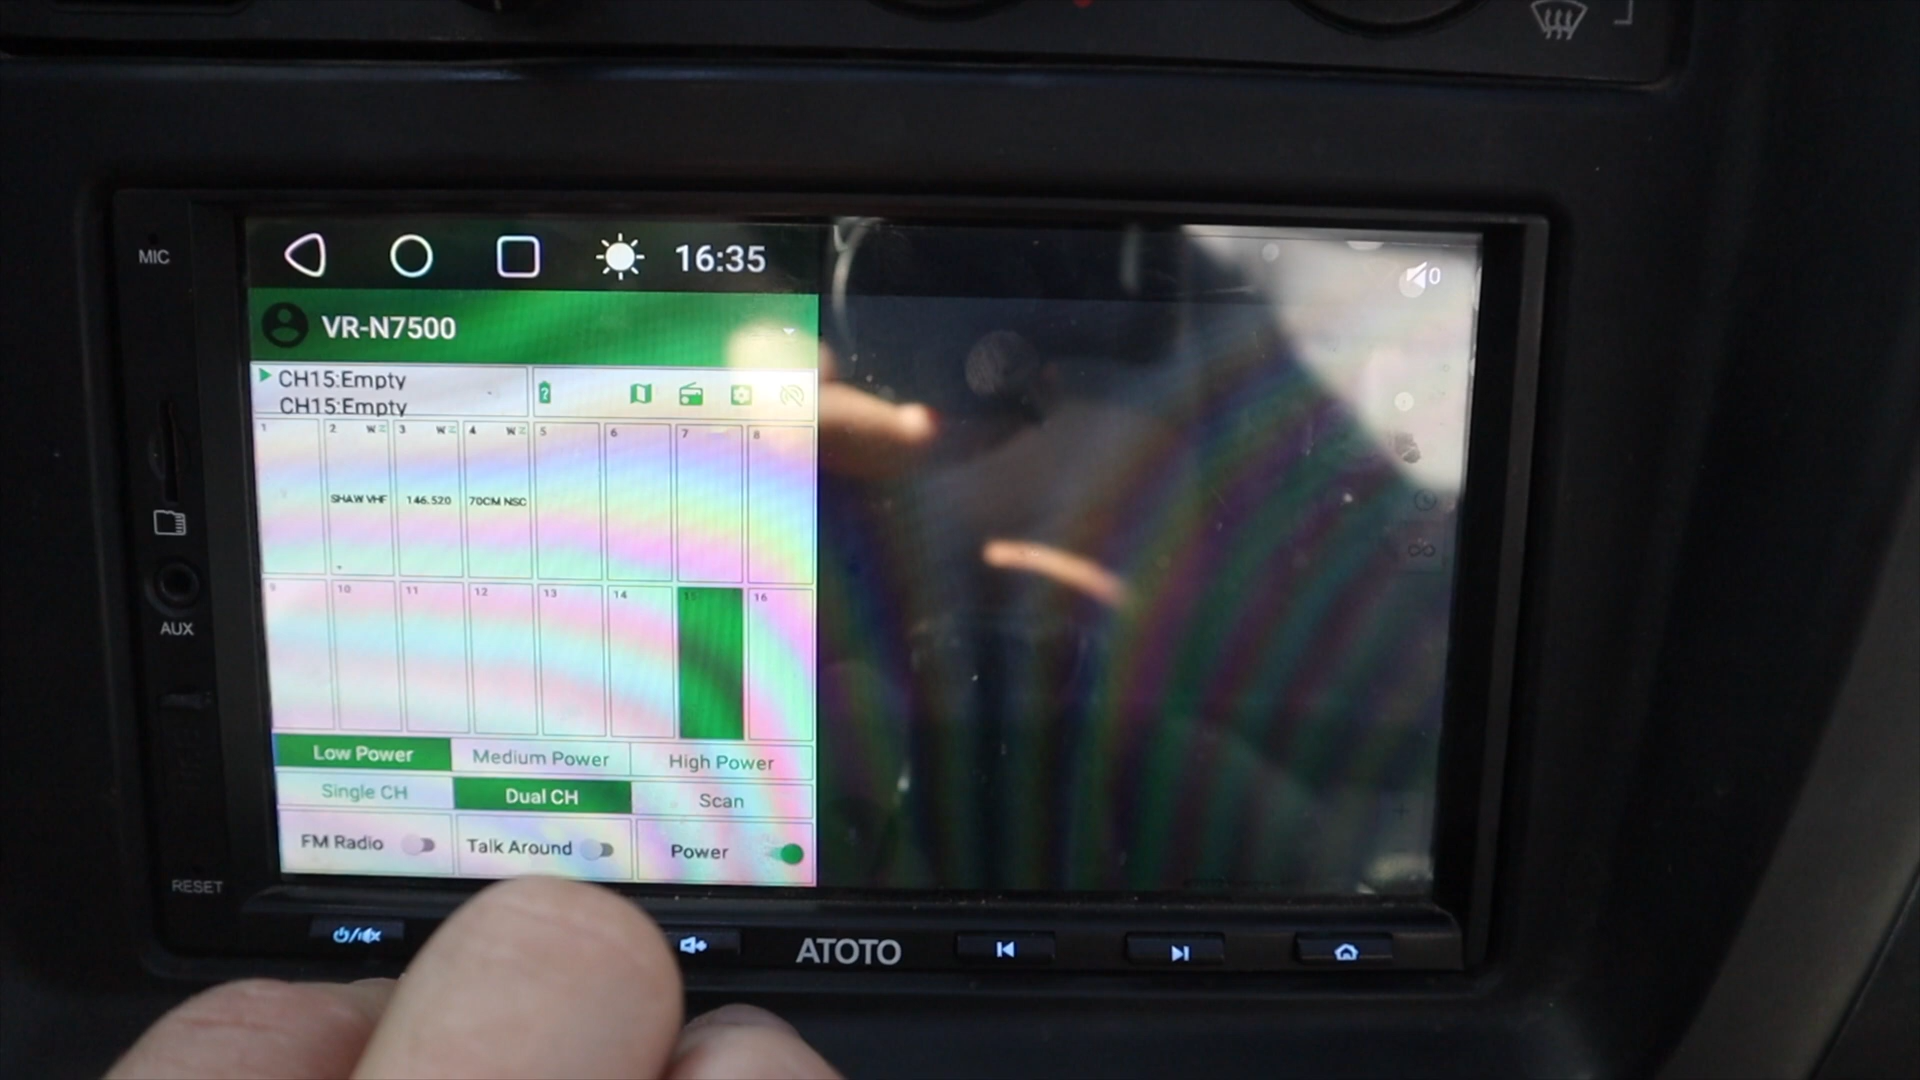 MIC
16:35
0
VR-N7500
CH15:Empty
CH15:Empty
?
1 2 W 3 W 4 W 5 6 7 8
SHAW VHF 146.520 70CM NSC
9 10 11 12 13 14 15 16
AUX
Low Power Medium Power High Power
Single CH Dual CH Scan
FM Radio Talk Around Power
RESET
ATOTO